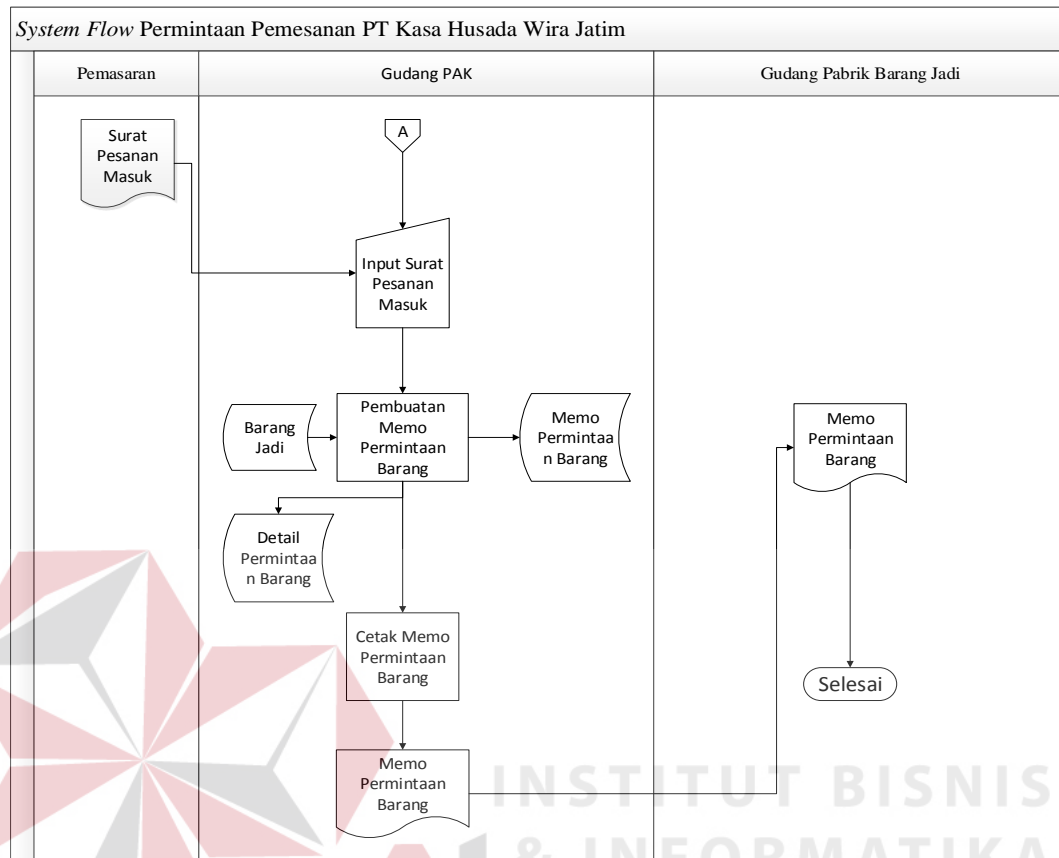 System Flow Permintaan Pemesanan PT Kasa Husada Wira Jatim
Pemasaran
Gudang PAK
Gudang Pabrik Barang Jadi
Surat
Pesanan
Masuk
A
Input Surat
Pesanan
Masuk
Barang
Jadi
Pembuatan
Memo
Permintaan
Barang
Memo
Permintaa
n Barang
Memo
Permintaan
Barang
Detail
Permintaa
n Barang
Cetak Memo
Permintaan
Barang
Selesai
Memo
Permintaan
Barang
INSTITUT BISNIS
& INFORMATIKA